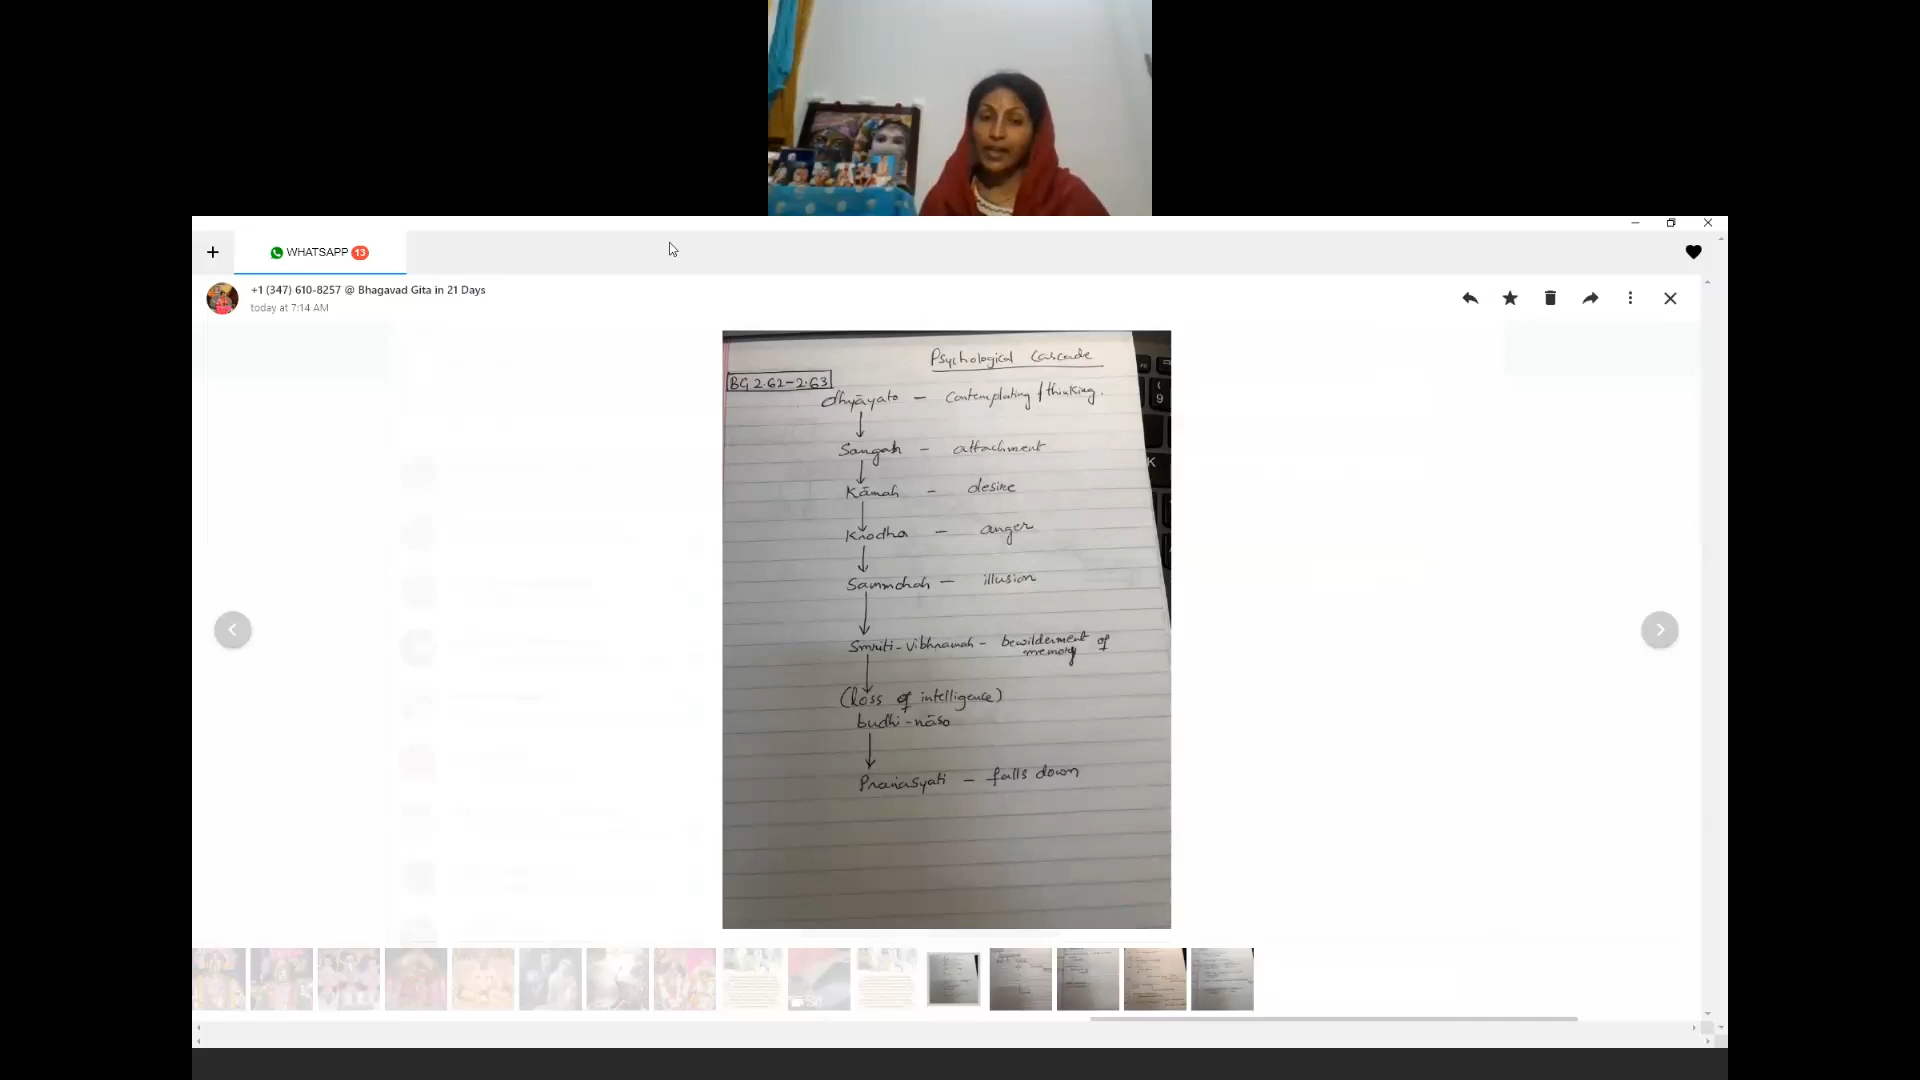 WHATSAPP 13
+1 (347) 610-8257 @ Bhagavad Gita in 21 Days
today at 7:14 AM
Psychological Cascade
BG 2.62-2.63
dhyāyato - Contemplating / thinking.
Sangah - attachment
Kāmah - desire
Krodha - anger
Sammohah - illusion
Smriti-vibhramah - bewilderment of
memory
(loss of intelligence)
budhi-nāso
Pranasyati - falls down
9
K